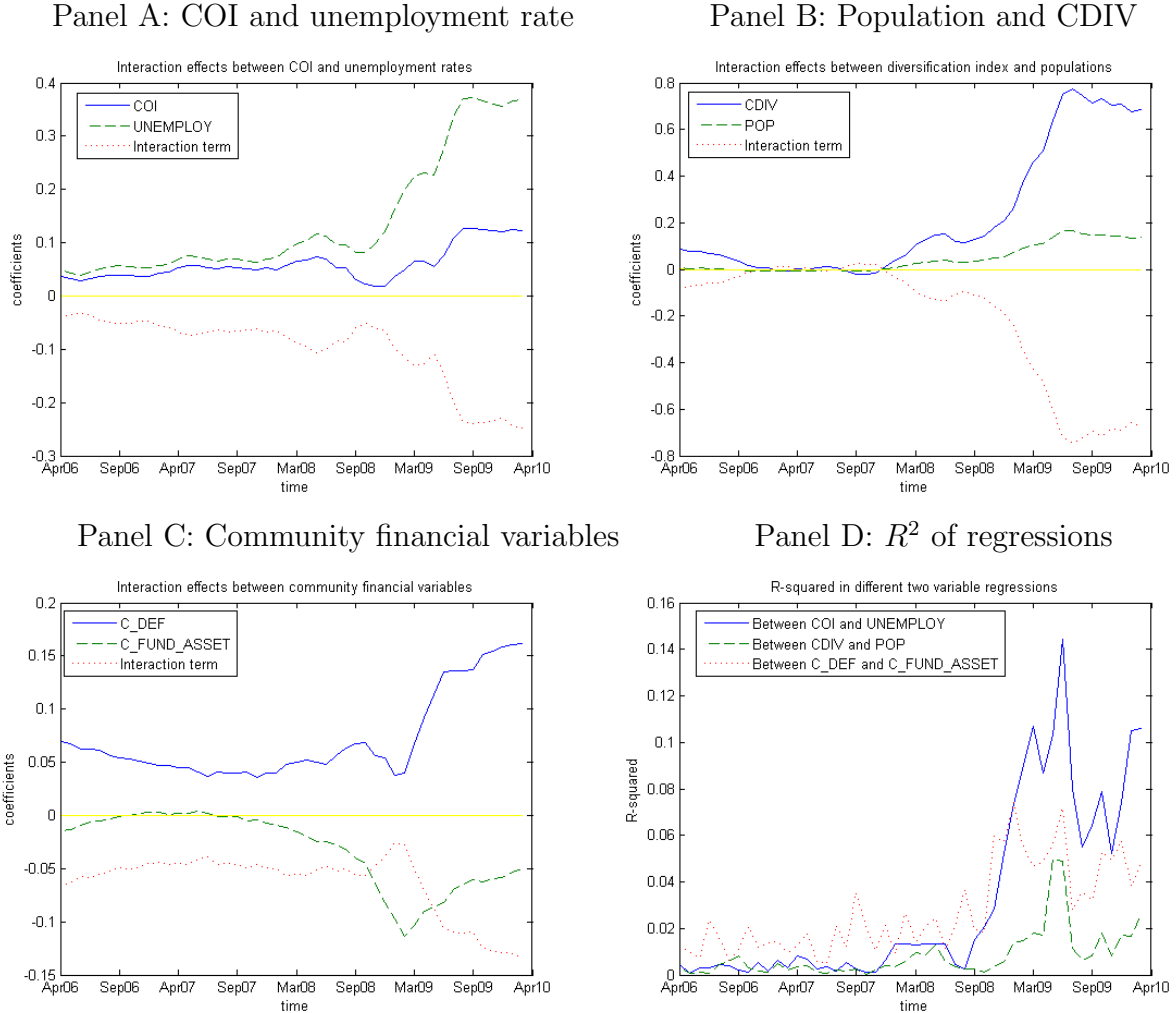 Panel A: COI and unemployment rate
Panel B: Population and CDIV
Interaction effects between COI and unemployment rates
0.4
0.3
0.2
0.1
0
-0.1
-0.2
-0.3
coefficients
COI
UNEMPLOY
Interaction term
Apr06 Sep06 Apr07 Sep07 Mar08 Sep08 Mar09 Sep09 Apr10
time
Interaction effects between diversification index and populations
0.8
0.6
0.4
0.2
0
-0.2
-0.4
-0.6
-0.8
coefficients
CDIV
POP
Interaction term
Apr06 Sep06 Apr07 Sep07 Mar08 Sep08 Mar09 Sep09 Apr10
time
Panel C: Community financial variables
Panel D: R² of regressions
Interaction effects between community financial variables
0.2
0.15
0.1
0.05
0
-0.05
-0.1
-0.15
coefficients
C_DEF
C_FUND_ASSET
Interaction term
Apr06 Sep06 Apr07 Sep07 Mar08 Sep08 Mar09 Sep09 Apr10
time
R-squared in different two variable regressions
0.16
0.14
0.12
0.1
0.08
0.06
0.04
0.02
0
R-squared
Between COI and UNEMPLOY
Between CDIV and POP
Between C_DEF and C_FUND_ASSET
Apr06 Sep06 Apr07 Sep07 Mar08 Sep08 Mar09 Sep09 Apr10
time